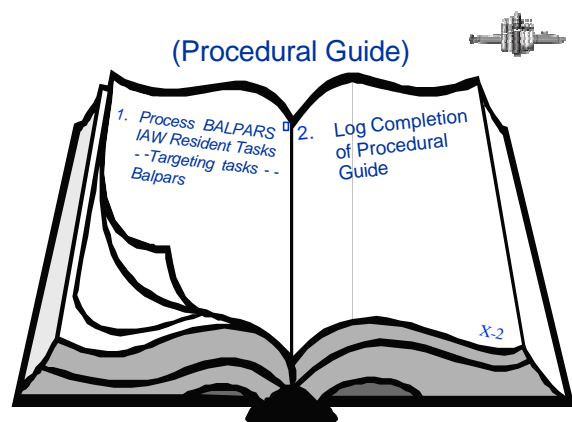 (Procedural Guide)
1. Process BALPARS
IAW Resident Tasks
- -Targeting tasks - -
Balpars
2. Log Completion
of Procedural
Guide
X-2